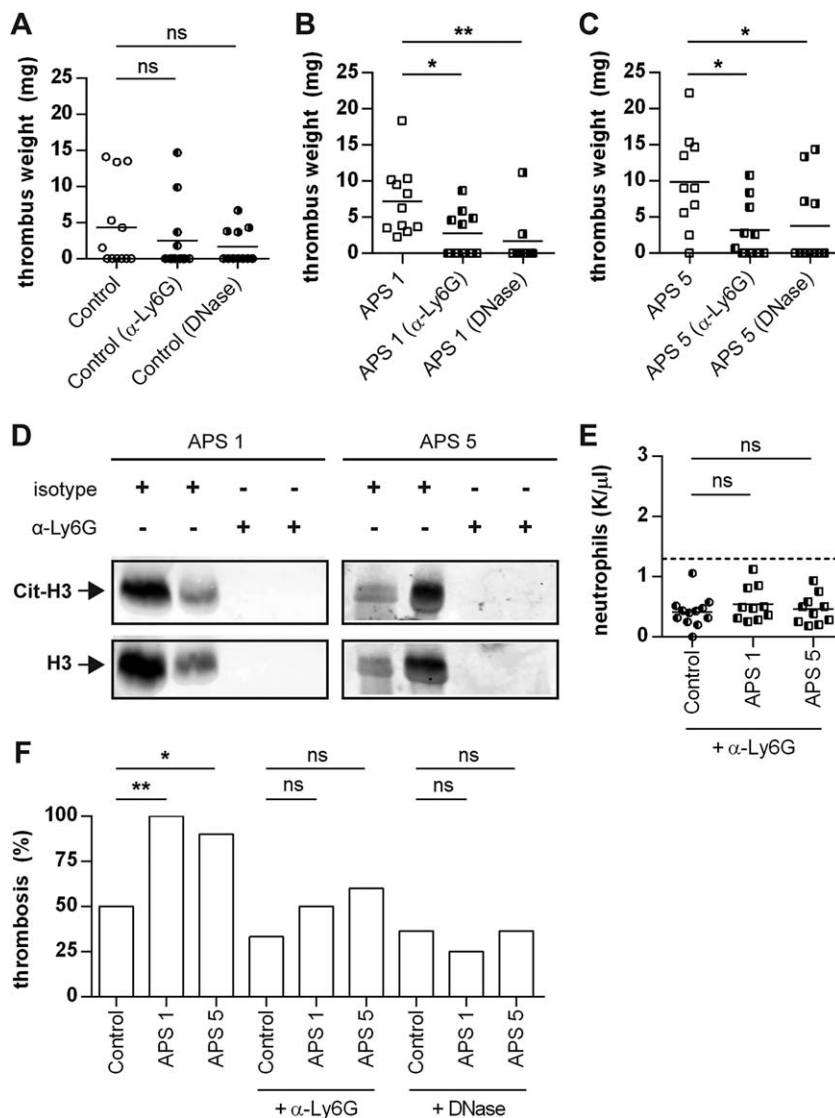 A
ns
ns
thrombus weight (mg)
25
20
15
10
5
0
Control
Control (α-Ly6G)
Control (DNase)
B
**
*
thrombus weight (mg)
25
20
15
10
5
0
APS 1
APS 1 (α-Ly6G)
APS 1 (DNase)
C
*
*
thrombus weight (mg)
25
20
15
10
5
0
APS 5
APS 5 (α-Ly6G)
APS 5 (DNase)
D
APS 1 APS 5
isotype + + - - + + - -
α-Ly6G - - + + - - + +
Cit-H3
H3
E
ns
ns
neutrophils (K/μl)
3
2
1
0
Control
APS 1
APS 5
+ α-Ly6G
F
* ns ns
** ns ns
thrombosis (%)
100
75
50
25
0
Control
APS 1
APS 5
Control
APS 1
APS 5
Control
APS 1
APS 5
+ α-Ly6G
+ DNase